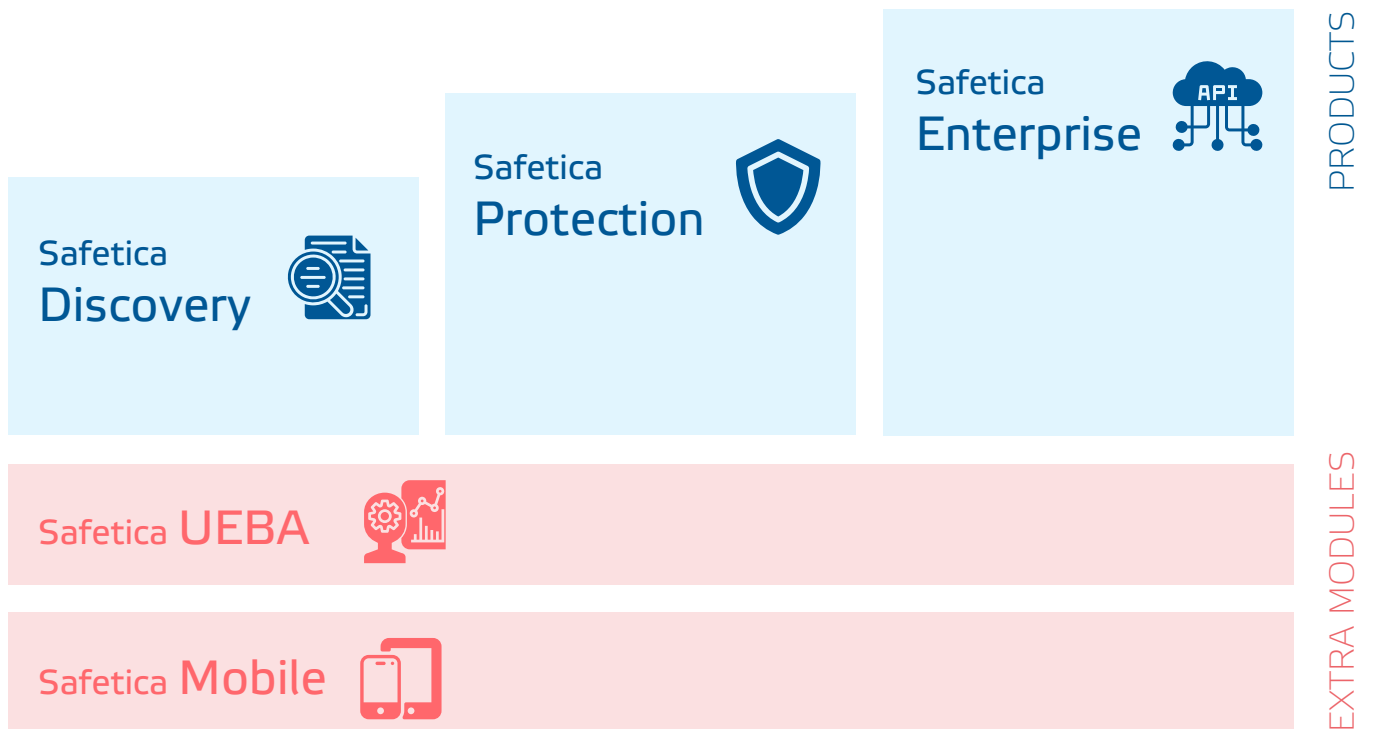 Safetica
Discovery
Safetica
Protection
Safetica
Enterprise
API
PRODUCTS
Safetica UEBA
Safetica Mobile
EXTRA MODULES